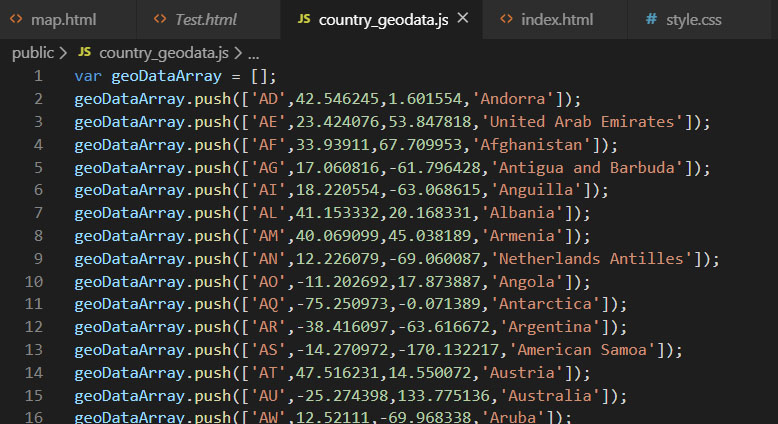 <> map.html <> Test.html JS country_geodata.js × <> index.html # style.css
public > JS country_geodata.js > ...
1 var geoDataArray = [];
2 geoDataArray.push(['AD',42.546245,1.601554,'Andorra']);
3 geoDataArray.push(['AE',23.424076,53.847818,'United Arab Emirates']);
4 geoDataArray.push(['AF',33.93911,67.709953,'Afghanistan']);
5 geoDataArray.push(['AG',17.060816,-61.796428,'Antigua and Barbuda']);
6 geoDataArray.push(['AI',18.220554,-63.068615,'Anguilla']);
7 geoDataArray.push(['AL',41.153332,20.168331,'Albania']);
8 geoDataArray.push(['AM',40.069099,45.038189,'Armenia']);
9 geoDataArray.push(['AN',12.226079,-69.060087,'Netherlands Antilles']);
10 geoDataArray.push(['AO',-11.202692,17.873887,'Angola']);
11 geoDataArray.push(['AQ',-75.250973,-0.071389,'Antarctica']);
12 geoDataArray.push(['AR',-38.416097,-63.616672,'Argentina']);
13 geoDataArray.push(['AS',-14.270972,-170.132217,'American Samoa']);
14 geoDataArray.push(['AT',47.516231,14.550072,'Austria']);
15 geoDataArray.push(['AU',-25.274398,133.775136,'Australia']);
16 geoDataArray.push(['AW',12.52111,-69.968338,'Aruba']);